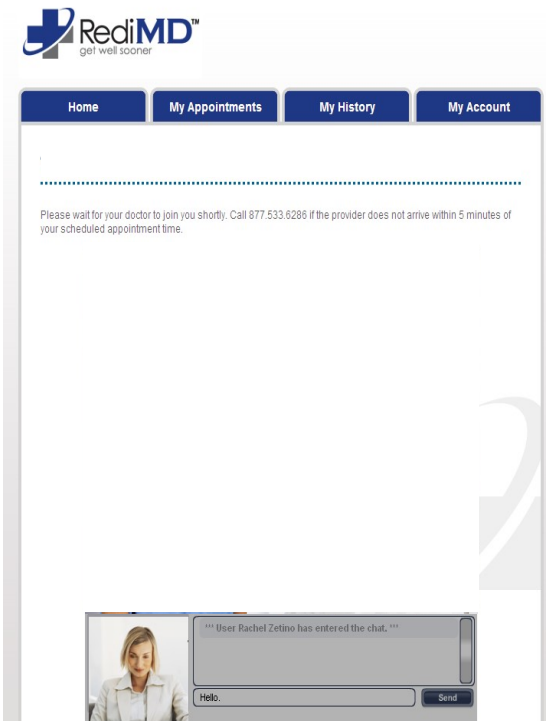 RediMD™
get well sooner
Home
My Appointments
My History
My Account
Please wait for your doctor to join you shortly. Call 877.533.6286 if the provider does not arrive within 5 minutes of
your scheduled appointment time.
*** User Rachel Zetino has entered the chat. ***
Hello.
Send